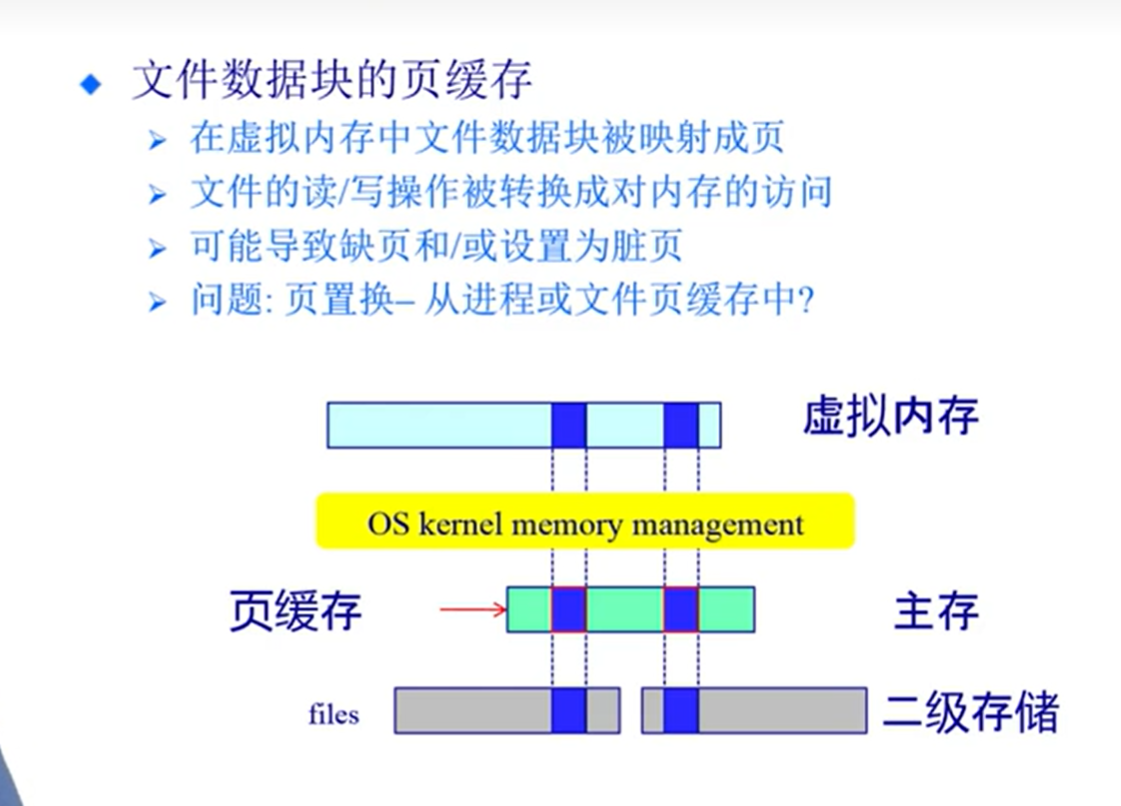 文件数据块的页缓存
在虚拟内存中文件数据块被映射成页
文件的读/写操作被转换成对内存的访问
可能导致缺页和/或设置为脏页
问题: 页置换– 从进程或文件页缓存中?
虚拟内存
OS kernel memory management
页缓存
主存
files
二级存储